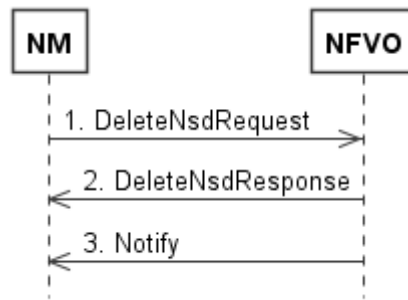 NM
NFVO
1. DeleteNsdRequest
2. DeleteNsdResponse
3. Notify